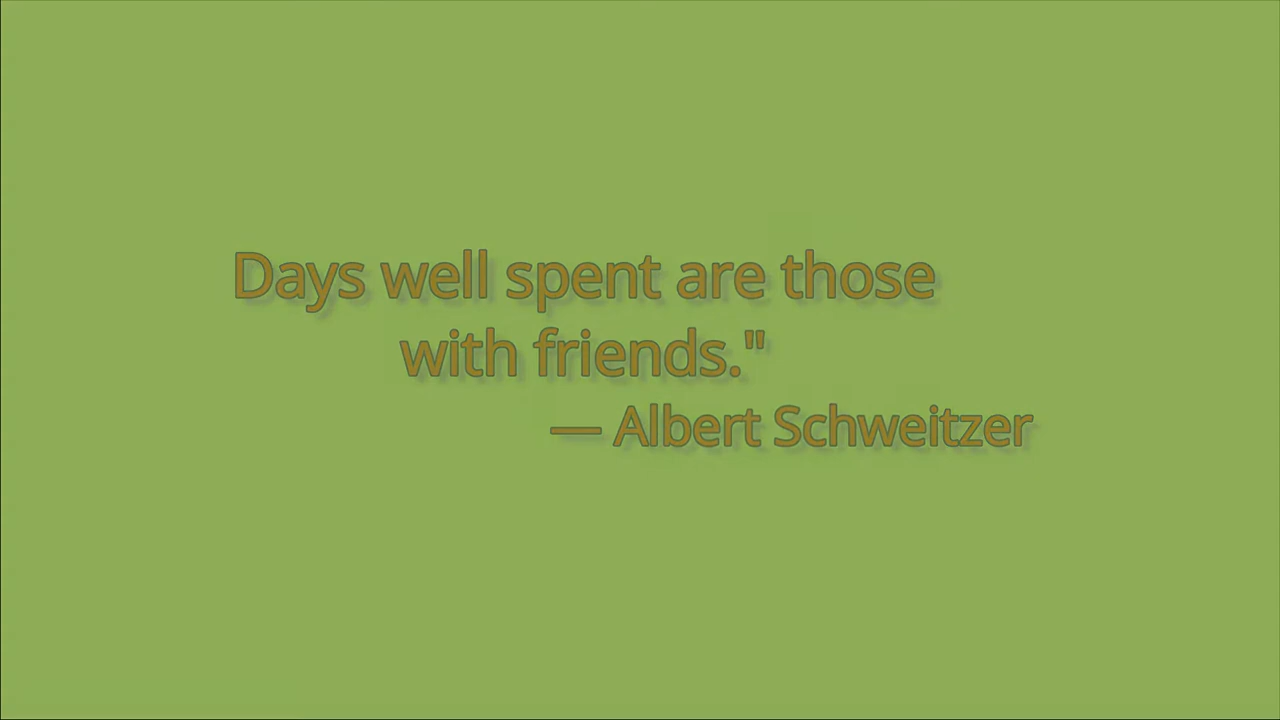 Days well spent are those
with friends."
— Albert Schweitzer